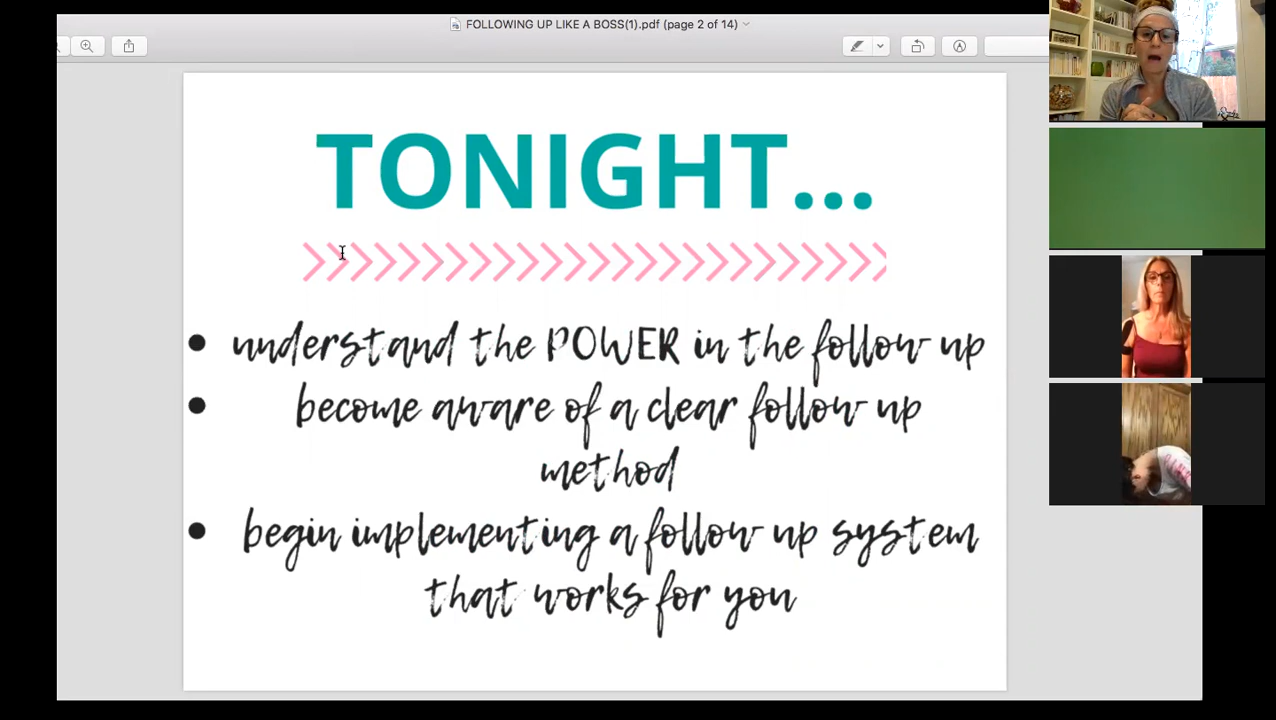 FOLLOWING UP LIKE A BOSS(1).pdf (page 2 of 14)
TONIGHT...
• understand the POWER in the follow up
• become aware of a clear follow up
method
• begin implementing a follow up system
that works for you